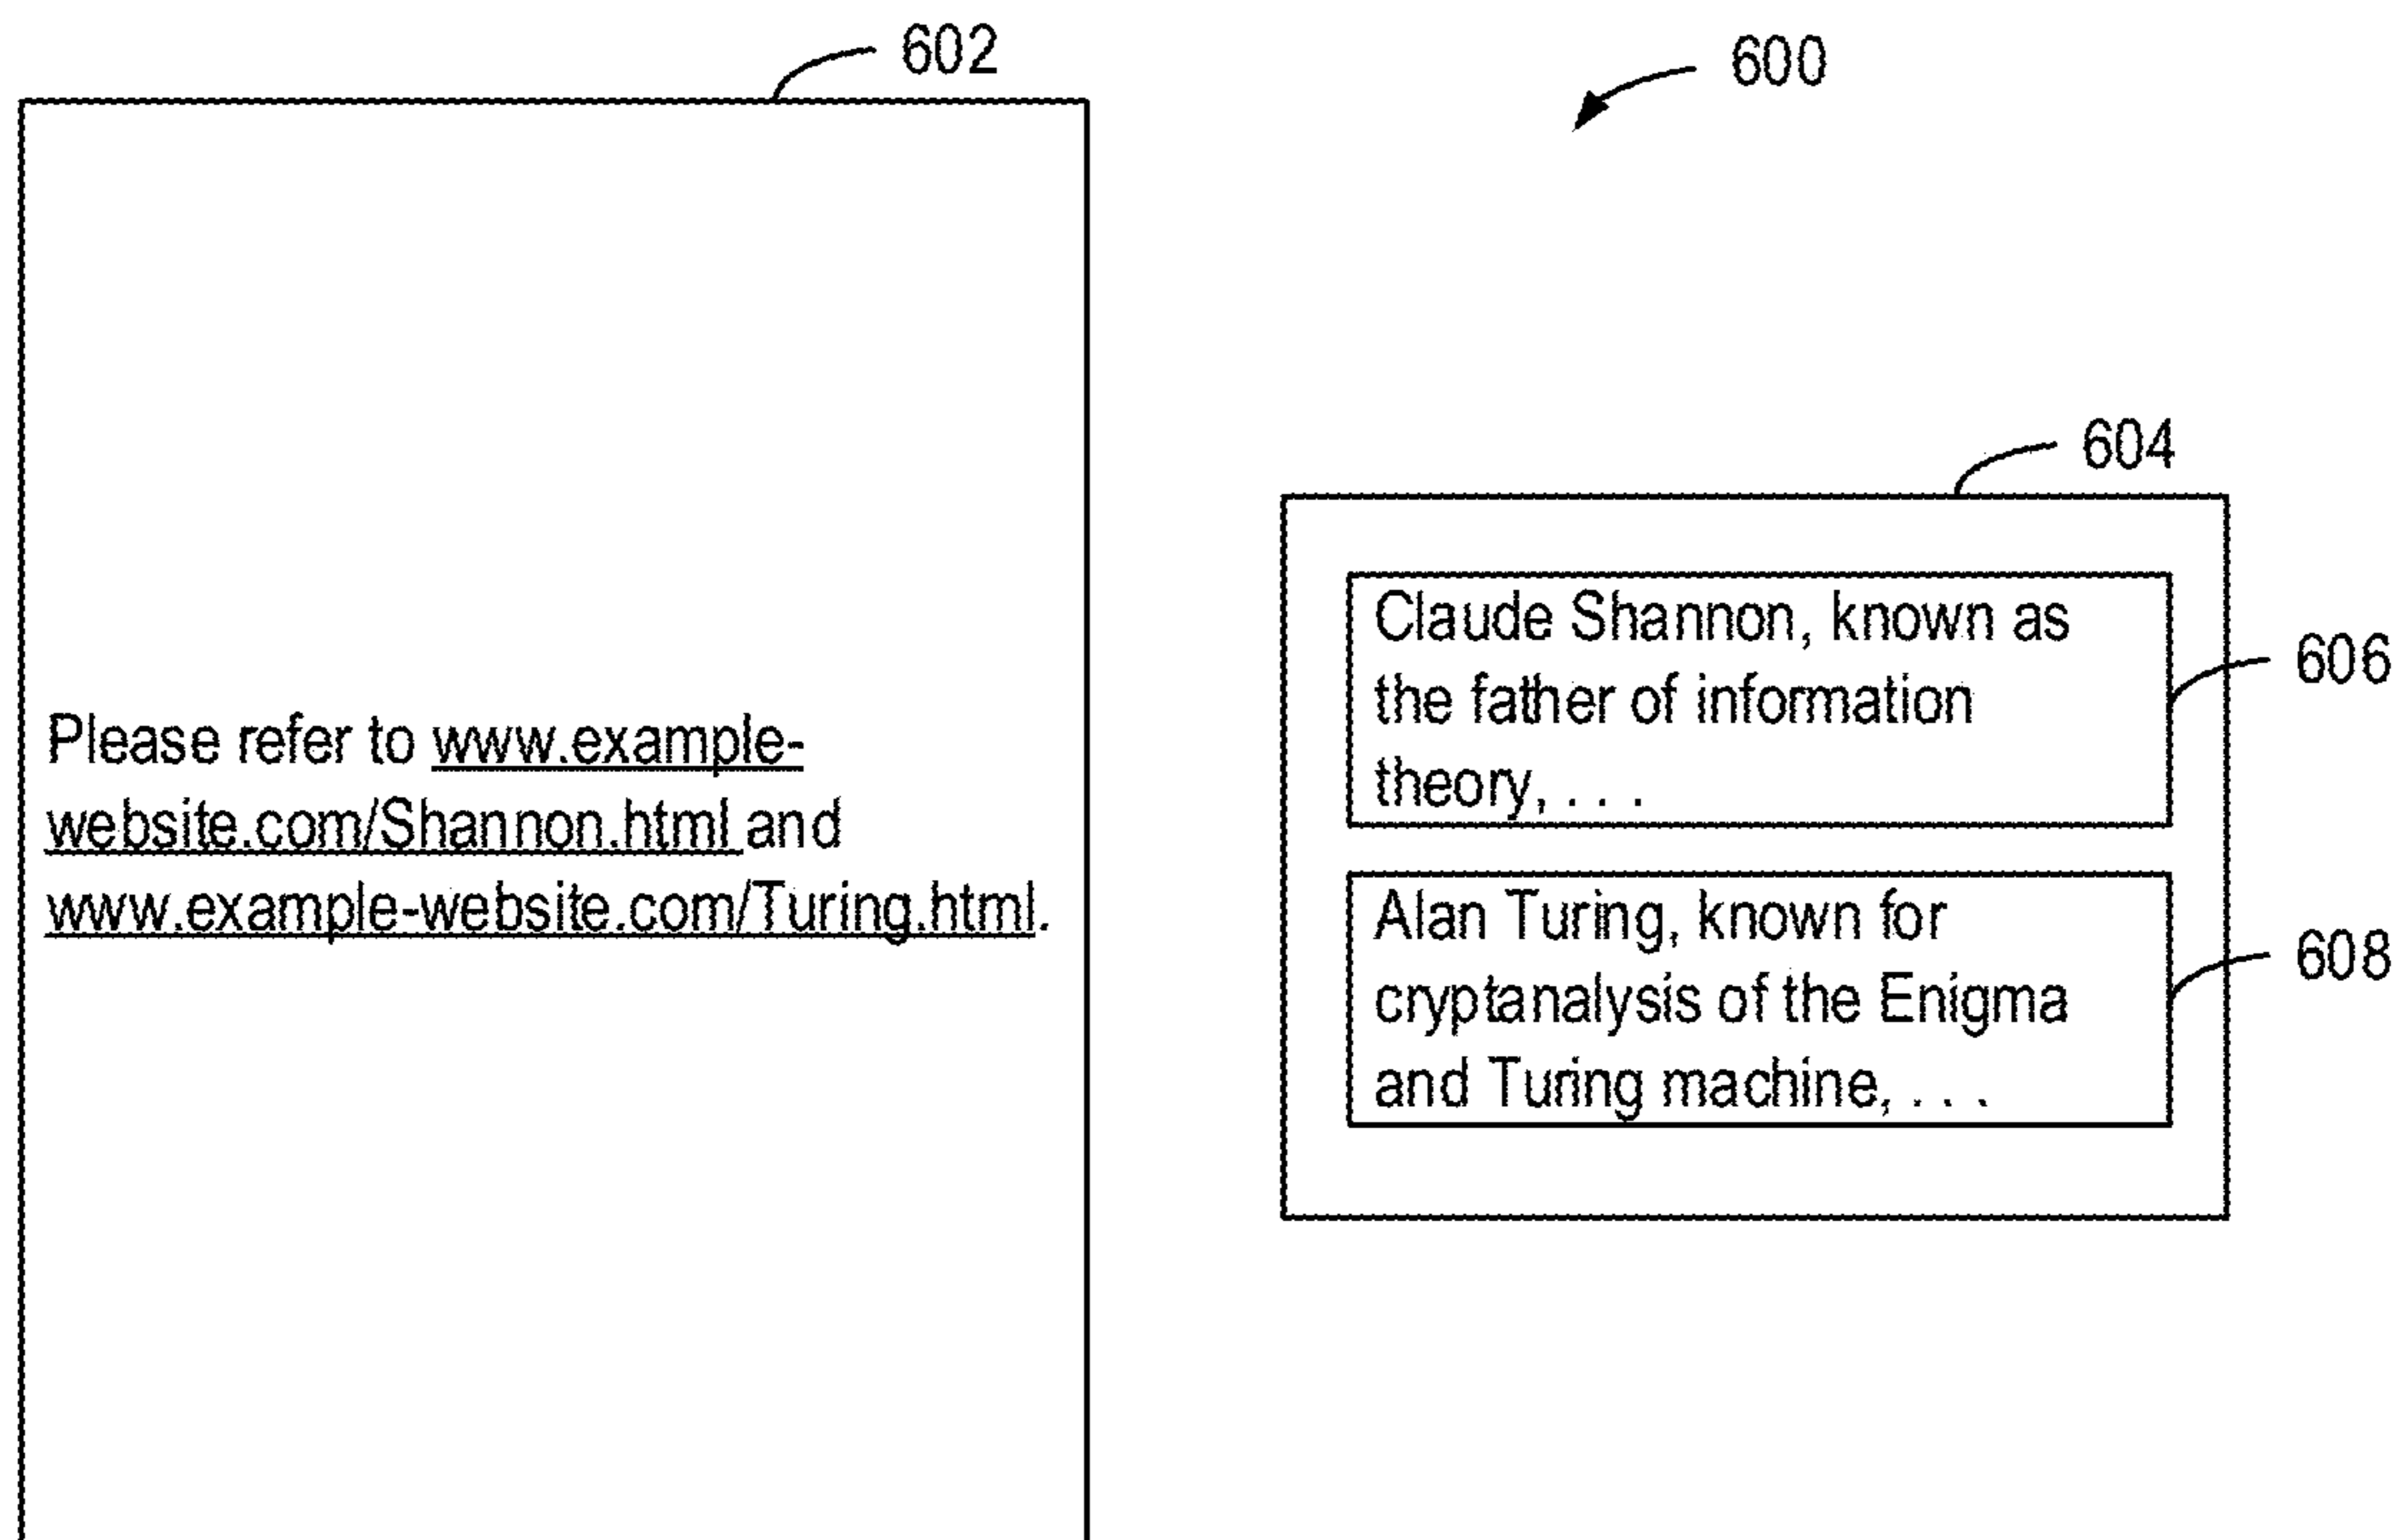 602
600
Please refer to www.example-
website.com/Shannon.html and
www.example-website.com/Turing.html.
604
Claude Shannon, known as
the father of information
theory, . . .
606
Alan Turing, known for
cryptanalysis of the Enigma
and Turing machine, . . .
608